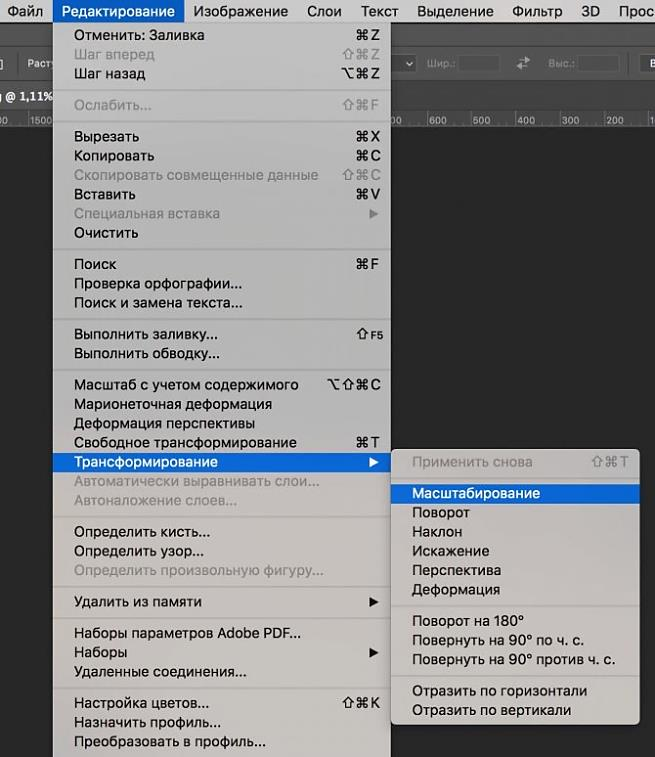 Файл Редактирование Изображение Слои Текст Выделение Фильтр 3D Прос
Отменить: Заливка ⌘Z
Шаг вперед ⇧⌘Z
Шаг назад ⌥⌘Z
Расту Шир.: Выс.: В
@ 1,11%
Ослабить... ⇧⌘F
1500 600 500 400 300 200 1
Вырезать ⌘X
Копировать ⌘C
Скопировать совмещенные данные ⇧⌘C
Вставить ⌘V
Специальная вставка ▶
Очистить
Поиск ⌘F
Проверка орфографии...
Поиск и замена текста...
Выполнить заливку... ⇧F5
Выполнить обводку...
Масштаб с учетом содержимого ⌥⇧⌘C
Марионеточная деформация
Деформация перспективы
Свободное трансформирование ⌘T
Трансформирование ▶
Автоматически выравнивать слои...
Автоналожение слоев...
Определить кисть...
Определить узор...
Определить произвольную фигуру...
Удалить из памяти ▶
Наборы параметров Adobe PDF...
Наборы ▶
Удаленные соединения...
Настройка цветов... ⇧⌘K
Назначить профиль...
Преобразовать в профиль...
Применить снова ⇧⌘T
Масштабирование
Поворот
Наклон
Искажение
Перспектива
Деформация
Поворот на 180°
Повернуть на 90° по ч. с.
Повернуть на 90° против ч. с.
Отразить по горизонтали
Отразить по вертикали